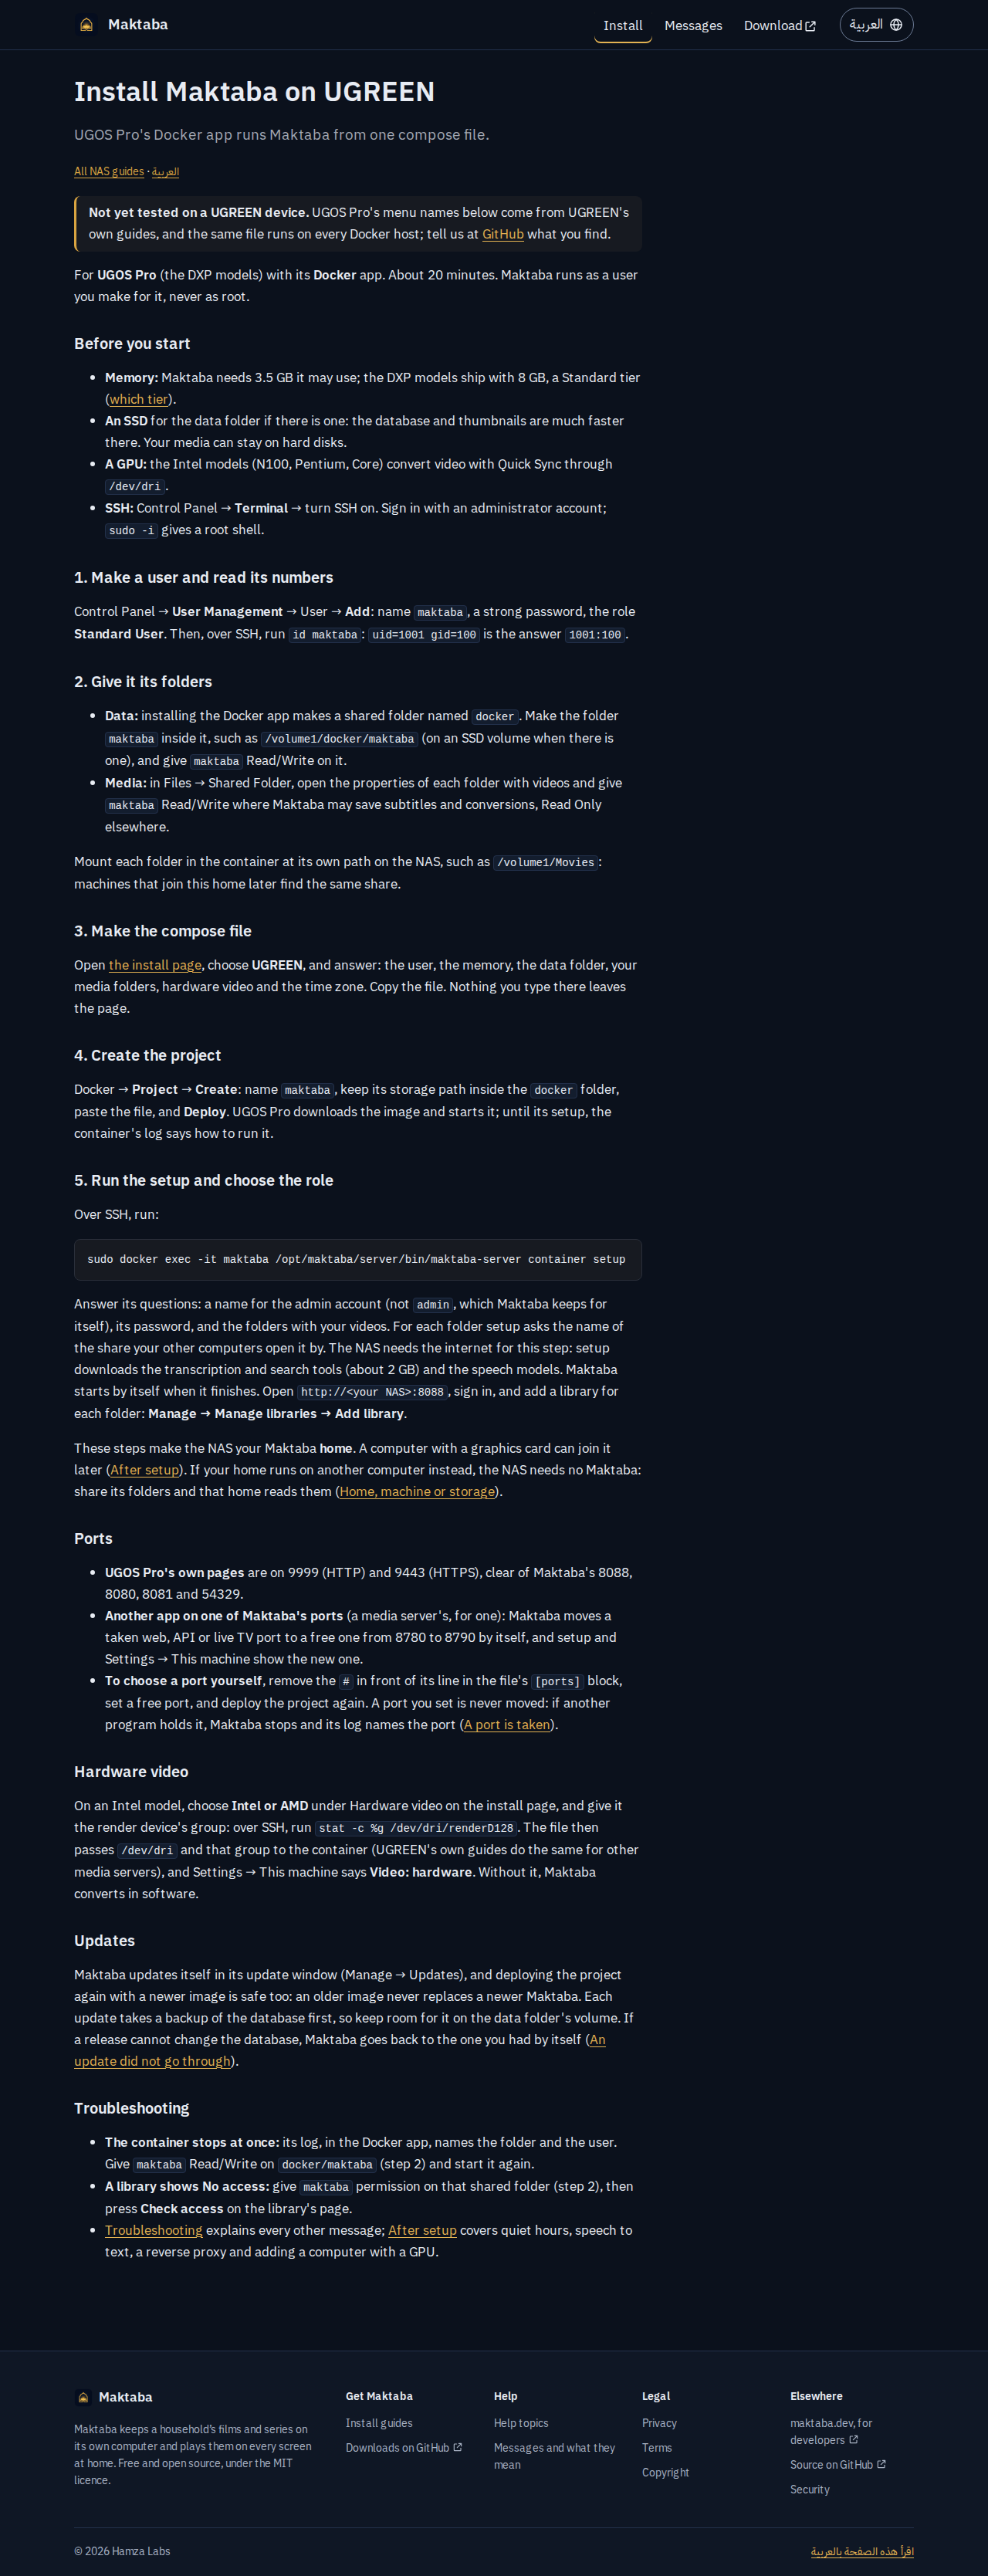 Maktaba
Install
Messages
Download
العربية
Install Maktaba on UGREEN
UGOS Pro's Docker app runs Maktaba from one compose file.
All NAS guides · العربية
Not yet tested on a UGREEN device. UGOS Pro's menu names below come from UGREEN's
own guides, and the same file runs on every Docker host; tell us at GitHub what you find.
For UGOS Pro (the DXP models) with its Docker app. About 20 minutes. Maktaba runs as a user
you make for it, never as root.
Before you start
• Memory: Maktaba needs 3.5 GB it may use; the DXP models ship with 8 GB, a Standard tier
(which tier).
• An SSD for the data folder if there is one: the database and thumbnails are much faster
there. Your media can stay on hard disks.
• A GPU: the Intel models (N100, Pentium, Core) convert video with Quick Sync through
/dev/dri.
• SSH: Control Panel → Terminal → turn SSH on. Sign in with an administrator account;
sudo -i gives a root shell.
1. Make a user and read its numbers
Control Panel → User Management → User → Add: name maktaba, a strong password, the role
Standard User. Then, over SSH, run id maktaba: uid=1001 gid=100 is the answer 1001:100.
2. Give it its folders
• Data: installing the Docker app makes a shared folder named docker. Make the folder
maktaba inside it, such as /volume1/docker/maktaba (on an SSD volume when there is
one), and give maktaba Read/Write on it.
• Media: in Files → Shared Folder, open the properties of each folder with videos and give
maktaba Read/Write where Maktaba may save subtitles and conversions, Read Only
elsewhere.
Mount each folder in the container at its own path on the NAS, such as /volume1/Movies:
machines that join this home later find the same share.
3. Make the compose file
Open the install page, choose UGREEN, and answer: the user, the memory, the data folder, your
media folders, hardware video and the time zone. Copy the file. Nothing you type there leaves
the page.
4. Create the project
Docker → Project → Create: name maktaba, keep its storage path inside the docker folder,
paste the file, and Deploy. UGOS Pro downloads the image and starts it; until its setup, the
container's log says how to run it.
5. Run the setup and choose the role
Over SSH, run:
sudo docker exec -it maktaba /opt/maktaba/server/bin/maktaba-server container setup
Answer its questions: a name for the admin account (not admin, which Maktaba keeps for
itself), its password, and the folders with your videos. For each folder setup asks the name of
the share your other computers open it by. The NAS needs the internet for this step: setup
downloads the transcription and search tools (about 2 GB) and the speech models. Maktaba
starts by itself when it finishes. Open http://<your NAS>:8088, sign in, and add a library for
each folder: Manage → Manage libraries → Add library.
These steps make the NAS your Maktaba home. A computer with a graphics card can join it
later (After setup). If your home runs on another computer instead, the NAS needs no Maktaba:
share its folders and that home reads them (Home, machine or storage).
Ports
• UGOS Pro's own pages are on 9999 (HTTP) and 9443 (HTTPS), clear of Maktaba's 8088,
8080, 8081 and 54329.
• Another app on one of Maktaba's ports (a media server's, for one): Maktaba moves a
taken web, API or live TV port to a free one from 8780 to 8790 by itself, and setup and
Settings → This machine show the new one.
• To choose a port yourself, remove the # in front of its line in the file's [ports] block,
set a free port, and deploy the project again. A port you set is never moved: if another
program holds it, Maktaba stops and its log names the port (A port is taken).
Hardware video
On an Intel model, choose Intel or AMD under Hardware video on the install page, and give it
the render device's group: over SSH, run stat -c %g /dev/dri/renderD128. The file then
passes /dev/dri and that group to the container (UGREEN's own guides do the same for other
media servers), and Settings → This machine says Video: hardware. Without it, Maktaba
converts in software.
Updates
Maktaba updates itself in its update window (Manage → Updates), and deploying the project
again with a newer image is safe too: an older image never replaces a newer Maktaba. Each
update takes a backup of the database first, so keep room for it on the data folder's volume. If
a release cannot change the database, Maktaba goes back to the one you had by itself (An
update did not go through).
Troubleshooting
• The container stops at once: its log, in the Docker app, names the folder and the user.
Give maktaba Read/Write on docker/maktaba (step 2) and start it again.
• A library shows No access: give maktaba permission on that shared folder (step 2), then
press Check access on the library's page.
• Troubleshooting explains every other message; After setup covers quiet hours, speech to
text, a reverse proxy and adding a computer with a GPU.
Maktaba
Maktaba keeps a household's films and series on
its own computer and plays them on every screen
at home. Free and open source, under the MIT
licence.
Get Maktaba
Install guides
Downloads on GitHub
Help
Help topics
Messages and what they
mean
Legal
Privacy
Terms
Copyright
Elsewhere
maktaba.dev, for
developers
Source on GitHub
Security
© 2026 Hamza Labs
اقرأ هذه الصفحة بالعربية